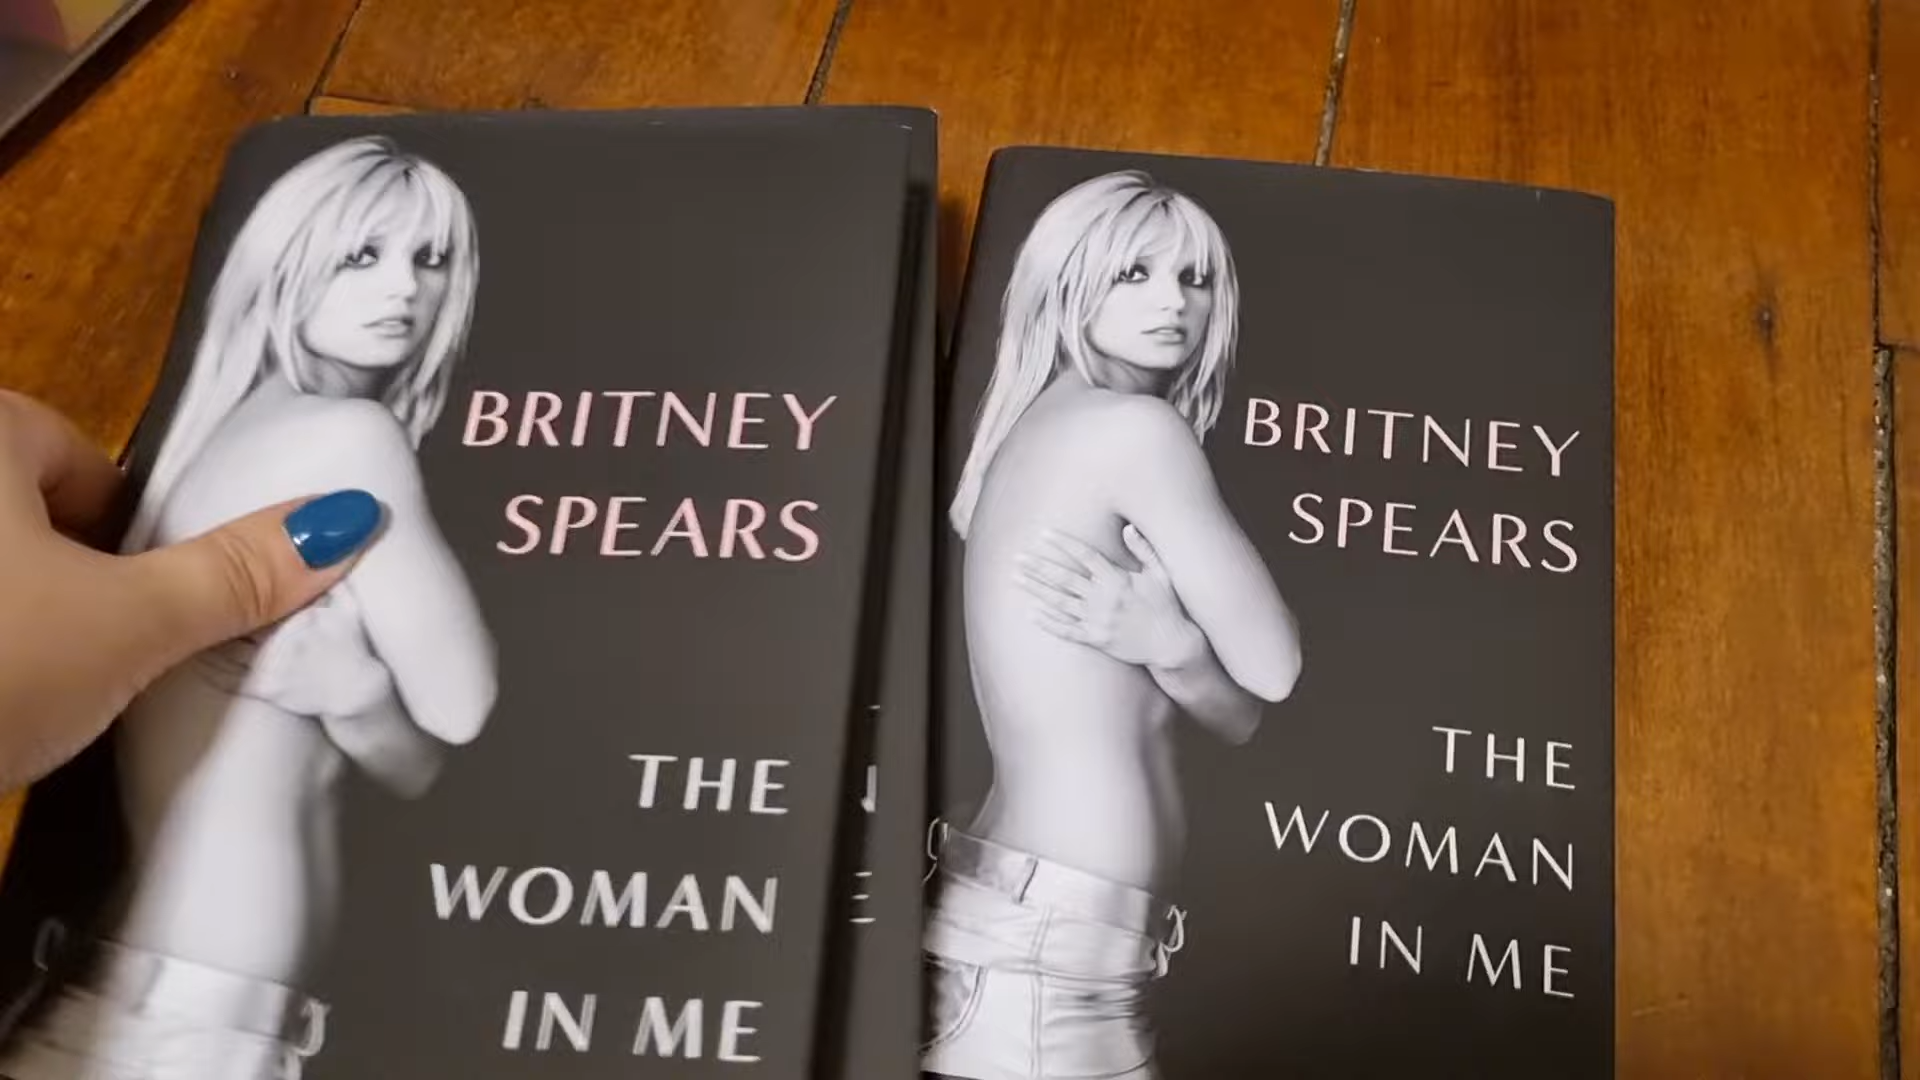 BRITNEY
SPEARS
THE
WOMAN
IN ME
BRITNEY
SPEARS
THE
WOMAN
IN ME